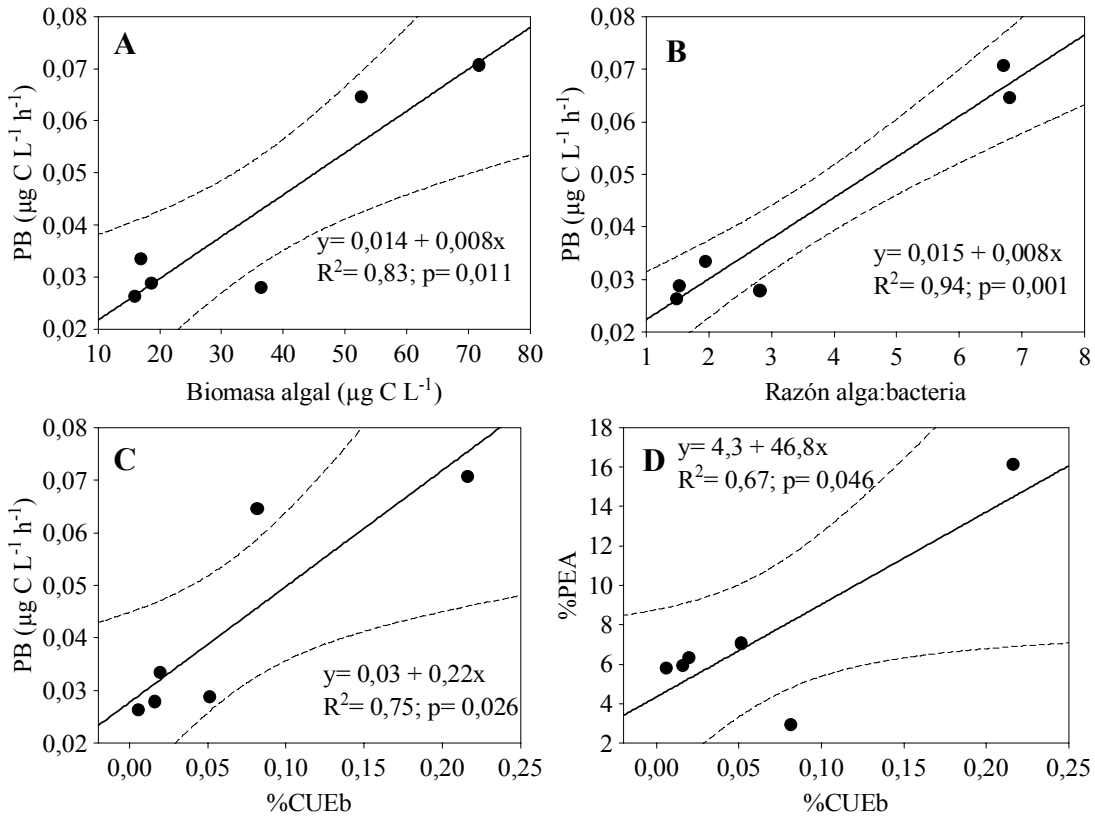 A
PB (µg C L-1 h-1)
0,08
0,07
0,06
0,05
0,04
0,03
0,02
y= 0,014 + 0,008x
R2= 0,83; p= 0,011
10 20 30 40 50 60 70 80
Biomasa algal (µg C L-1)
B
PB (µg C L-1 h-1)
0,08
0,07
0,06
0,05
0,04
0,03
0,02
y= 0,015 + 0,008x
R2= 0,94; p= 0,001
1 2 3 4 5 6 7 8
Razón alga:bacteria
C
PB (µg C L-1 h-1)
0,08
0,07
0,06
0,05
0,04
0,03
0,02
y= 0,03 + 0,22x
R2= 0,75; p= 0,026
0,00 0,05 0,10 0,15 0,20 0,25
%CUEb
D
y= 4,3 + 46,8x
R2= 0,67; p= 0,046
%PEA
18
16
14
12
10
8
6
4
2
0,00 0,05 0,10 0,15 0,20 0,25
%CUEb